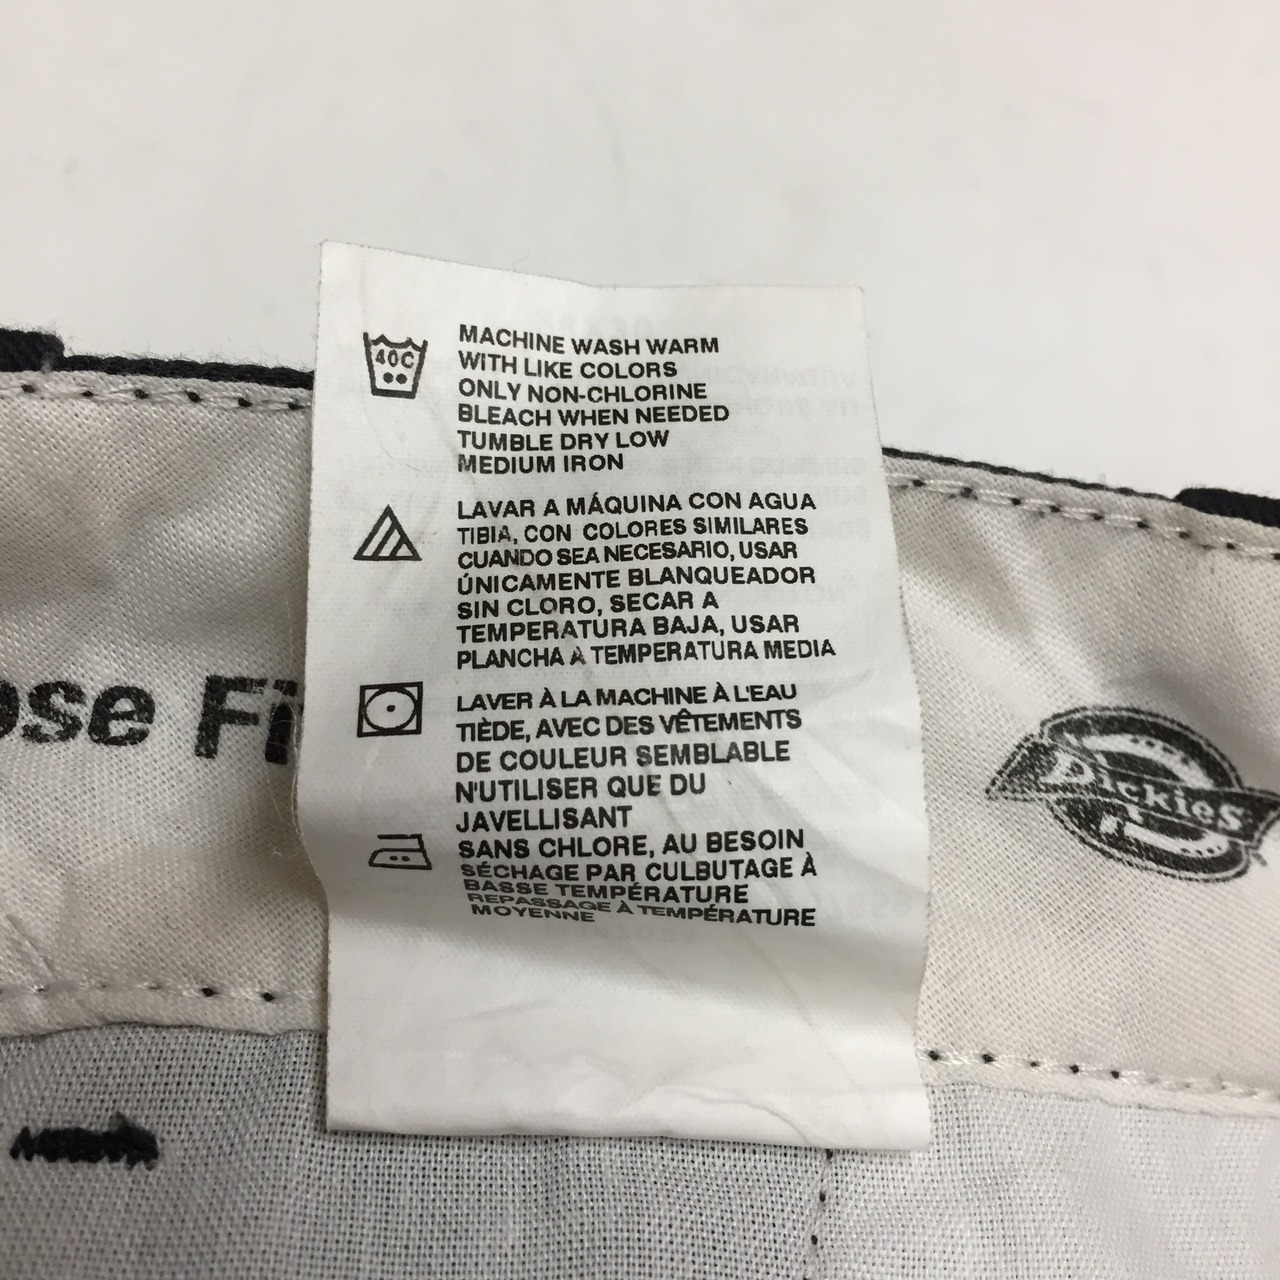 40C
MACHINE WASH WARM
WITH LIKE COLORS
ONLY NON-CHLORINE
BLEACH WHEN NEEDED
TUMBLE DRY LOW
MEDIUM IRON
LAVAR A MÁQUINA CON AGUA
TIBIA, CON COLORES SIMILARES
CUANDO SEA NECESARIO, USAR
ÚNICAMENTE BLANQUEADOR
SIN CLORO, SECAR A
TEMPERATURA BAJA, USAR
PLANCHA À TEMPERATURA MEDIA
LAVER À LA MACHINE À L'EAU
TIÈDE, AVEC DES VÊTEMENTS
DE COULEUR SEMBLABLE
N'UTILISER QUE DU
JAVELLISANT
SANS CHLORE, AU BESOIN
SÉCHAGE PAR CULBUTAGE À
BASSE TEMPÉRATURE
REPASSAGE À TEMPÉRATURE
MOYENNE
ose Fi
Dickies